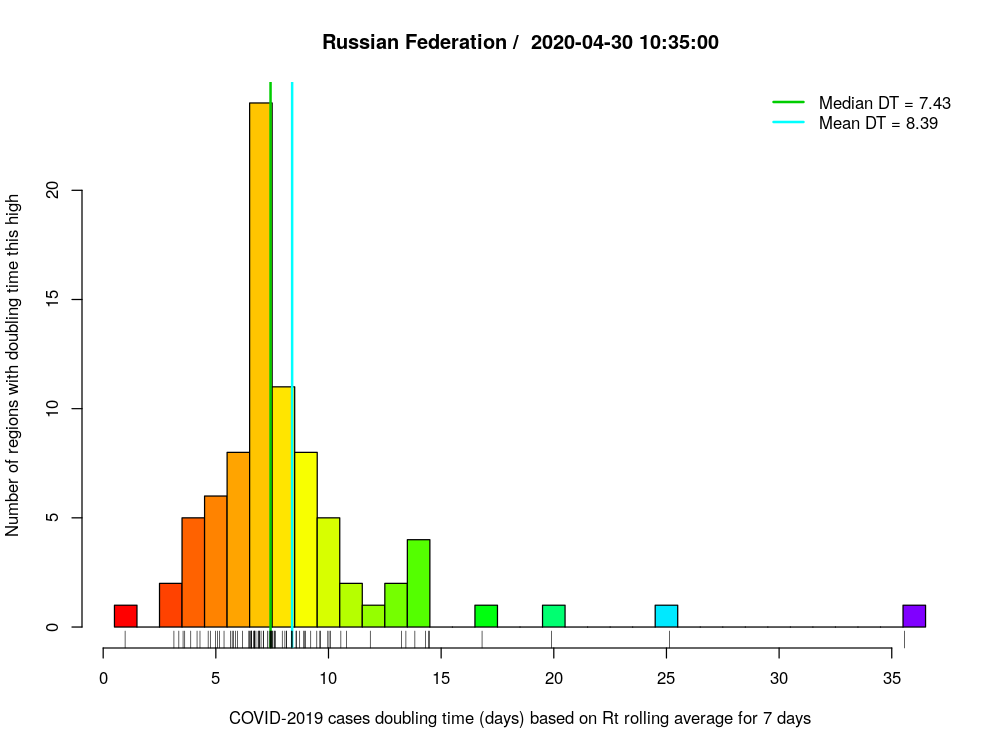 Russian Federation /  2020-04-30 10:35:00
Median DT = 7.43
Mean DT = 8.39
Number of regions with doubling time this high
20
15
10
5
0
0 5 10 15 20 25 30 35
COVID-2019 cases doubling time (days) based on Rt rolling average for 7 days